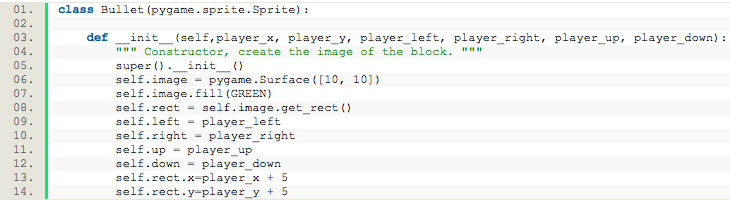 01. class Bullet(pygame.sprite.Sprite):
02.
03.     def __init__(self,player_x, player_y, player_left, player_right, player_up, player_down):
04.         """ Constructor, create the image of the block. """
05.         super().__init__()
06.         self.image = pygame.Surface([10, 10])
07.         self.image.fill(GREEN)
08.         self.rect = self.image.get_rect()
09.         self.left = player_left
10.         self.right = player_right
11.         self.up = player_up
12.         self.down = player_down
13.         self.rect.x=player_x + 5
14.         self.rect.y=player_y + 5